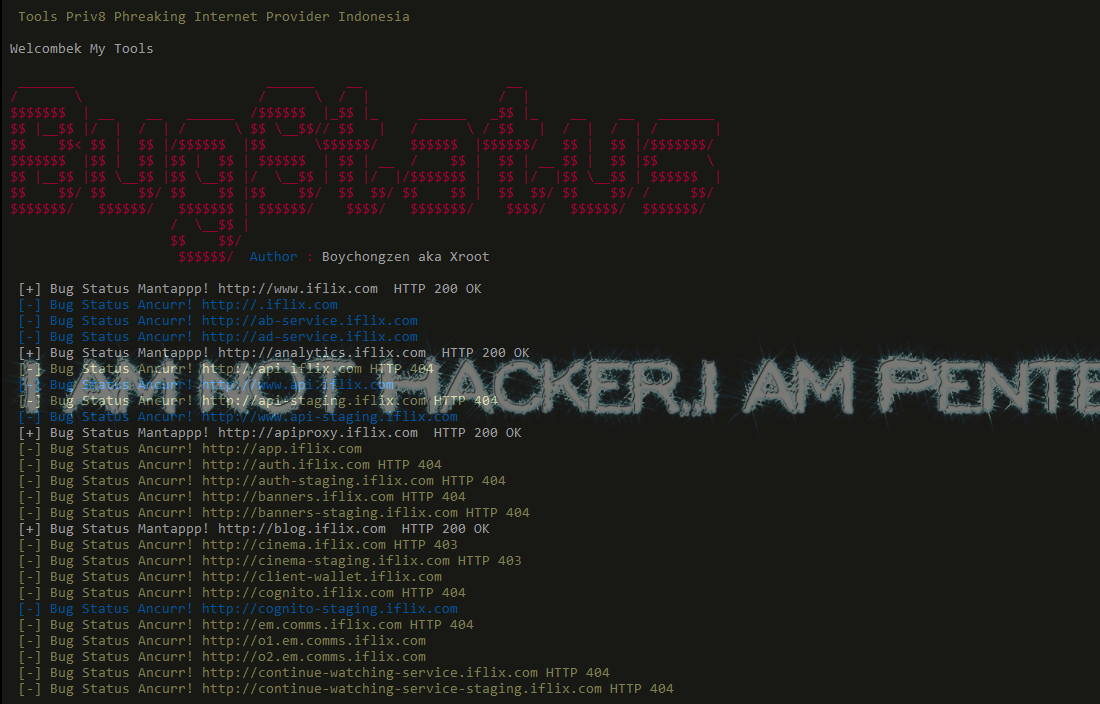 Tools Priv8 Phreaking Internet Provider Indonesia
Welcombek My Tools
BugStatus
Author : Boychongzen aka Xroot
[+] Bug Status Mantappp! http://www.iflix.com  HTTP 200 OK
[-] Bug Status Ancurr! http://.iflix.com
[-] Bug Status Ancurr! http://ab-service.iflix.com
[-] Bug Status Ancurr! http://ad-service.iflix.com
[+] Bug Status Mantappp! http://analytics.iflix.com  HTTP 200 OK
[-] Bug Status Ancurr! http://api.iflix.com HTTP 404
[-] Bug Status Ancurr! http://www.api.iflix.com
I AM NOT HACKER,,I AM PENTE
[-] Bug Status Ancurr! http://api-staging.iflix.com HTTP 404
[-] Bug Status Ancurr! http://www.api-staging.iflix.com
[+] Bug Status Mantappp! http://apiproxy.iflix.com  HTTP 200 OK
[-] Bug Status Ancurr! http://app.iflix.com
[-] Bug Status Ancurr! http://auth.iflix.com HTTP 404
[-] Bug Status Ancurr! http://auth-staging.iflix.com HTTP 404
[-] Bug Status Ancurr! http://banners.iflix.com HTTP 404
[-] Bug Status Ancurr! http://banners-staging.iflix.com HTTP 404
[+] Bug Status Mantappp! http://blog.iflix.com  HTTP 200 OK
[-] Bug Status Ancurr! http://cinema.iflix.com HTTP 403
[-] Bug Status Ancurr! http://cinema-staging.iflix.com HTTP 403
[-] Bug Status Ancurr! http://client-wallet.iflix.com
[-] Bug Status Ancurr! http://cognito.iflix.com HTTP 404
[-] Bug Status Ancurr! http://cognito-staging.iflix.com
[-] Bug Status Ancurr! http://em.comms.iflix.com HTTP 404
[-] Bug Status Ancurr! http://o1.em.comms.iflix.com
[-] Bug Status Ancurr! http://o2.em.comms.iflix.com
[-] Bug Status Ancurr! http://continue-watching-service.iflix.com HTTP 404
[-] Bug Status Ancurr! http://continue-watching-service-staging.iflix.com HTTP 404